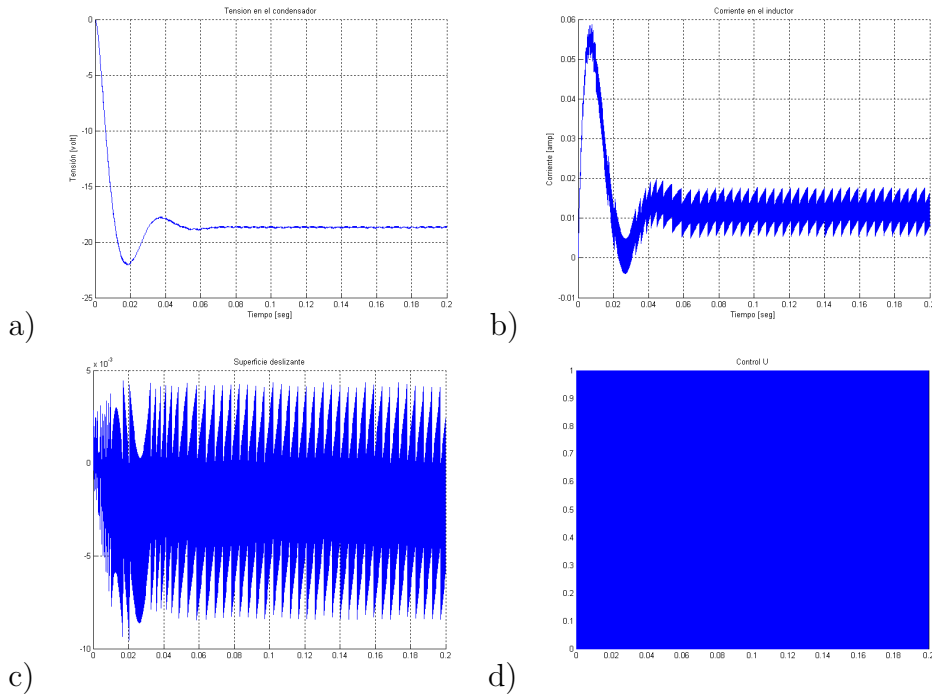 Tension en el condensador
0
-5
-10
-15
-20
-25
Tensión [volt]
0 0.02 0.04 0.06 0.08 0.1 0.12 0.14 0.16 0.18 0.2
Tiempo [seg]
a)
Corriente en el inductor
0.06
0.05
0.04
0.03
0.02
0.01
0
-0.01
Corriente [amp]
0 0.02 0.04 0.06 0.08 0.1 0.12 0.14 0.16 0.18 0.2
Tiempo [seg]
b)
Superficie deslizante
x 10⁻³
5
0
-5
-10
0 0.02 0.04 0.06 0.08 0.1 0.12 0.14 0.16 0.18 0.2
c)
Control U
1
0.9
0.8
0.7
0.6
0.5
0.4
0.3
0.2
0.1
0
0 0.02 0.04 0.06 0.08 0.1 0.12 0.14 0.16 0.18 0.2
d)